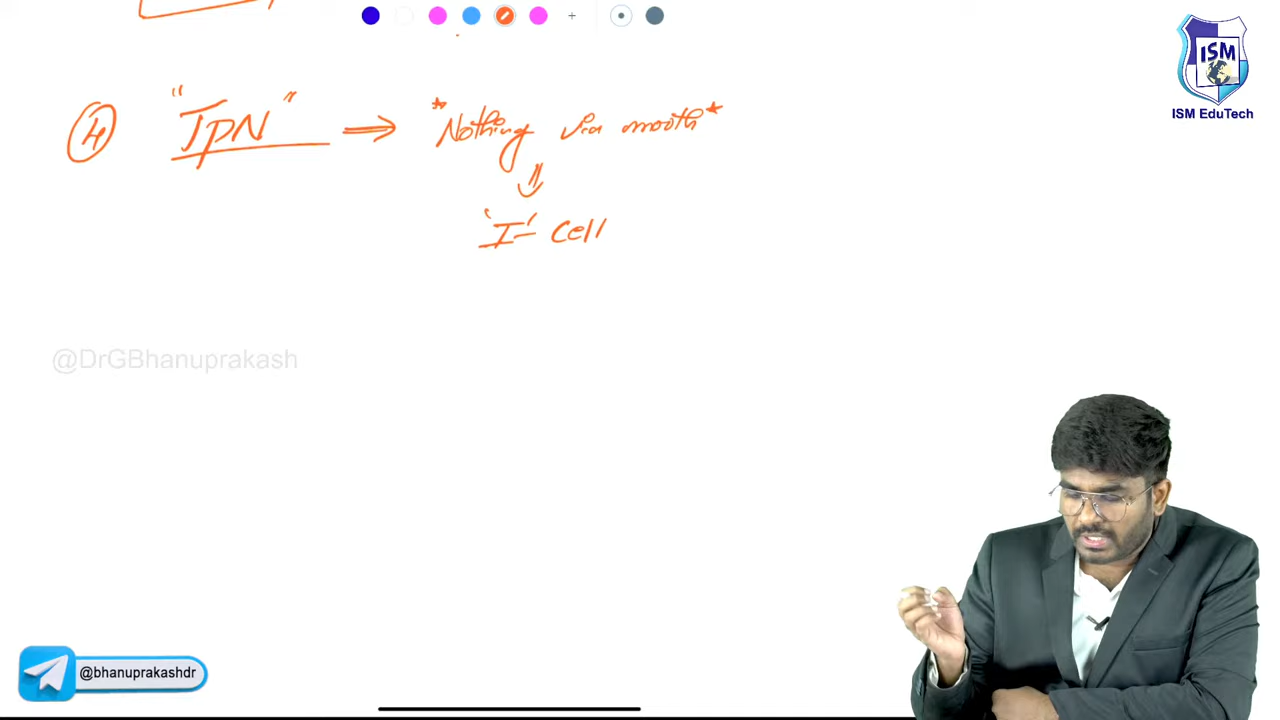 ISM
ISM EduTech
4 "TPN" ⇒ *Nothing via mouth*
⇓
'I' Cell
@DrGBhanuprakash
@bhanuprakashdr